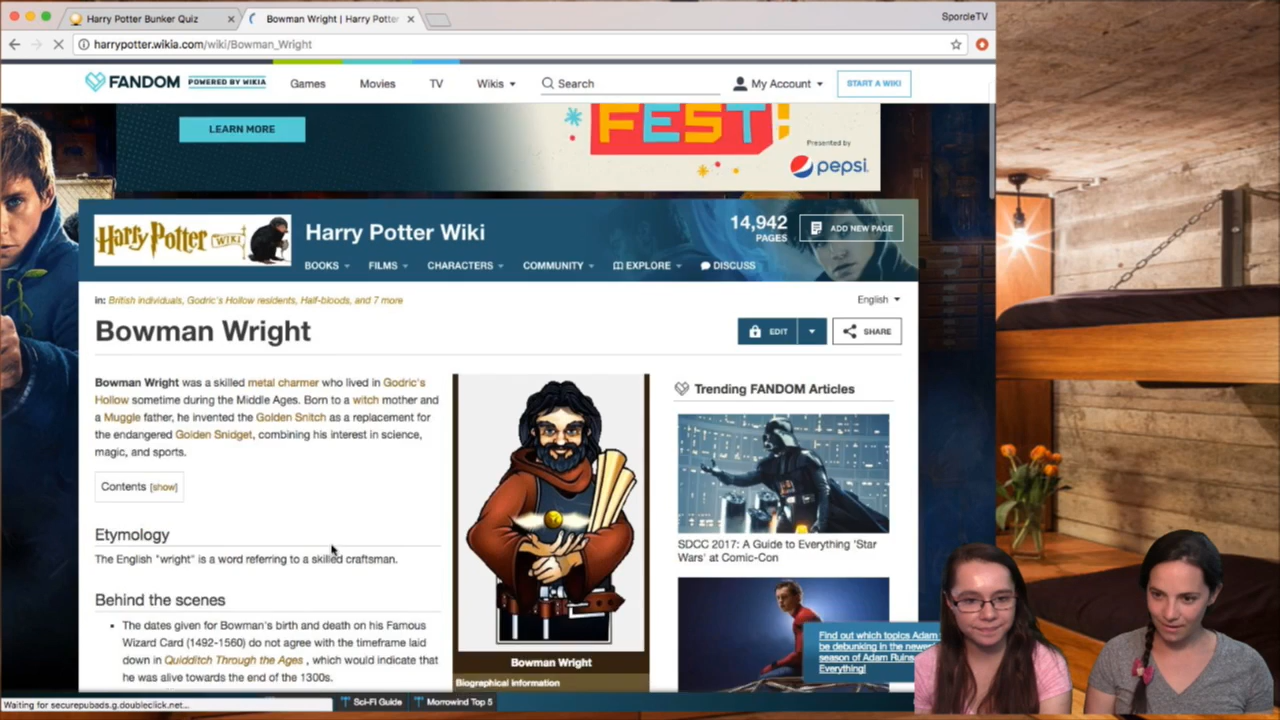 Harry Potter Bunker Quiz
Bowman Wright | Harry Potter
SporcleTV
harrypotter.wikia.com/wiki/Bowman_Wright
FANDOM POWERED BY WIKIA
Games Movies TV Wikis Search My Account START A WIKI
LEARN MORE
FEST!
Presented by
pepsi
Harry Potter WIKI
Harry Potter Wiki
14,942
PAGES
ADD NEW PAGE
BOOKS FILMS CHARACTERS COMMUNITY EXPLORE DISCUSS
in: British individuals, Godric's Hollow residents, Half-bloods, and 7 more
English
Bowman Wright
EDIT
SHARE
Bowman Wright was a skilled metal charmer who lived in Godric's
Hollow sometime during the Middle Ages. Born to a witch mother and
a Muggle father, he invented the Golden Snitch as a replacement for
the endangered Golden Snidget, combining his interest in science,
magic, and sports.
Contents [show]
Etymology
The English "wright" is a word referring to a skilled craftsman.
Behind the scenes
• The dates given for Bowman's birth and death on his Famous
Wizard Card (1492-1560) do not agree with the timeframe laid
down in Quidditch Through the Ages , which would indicate that
he was alive towards the end of the 1300s.
Bowman Wright
Biographical information
Trending FANDOM Articles
SDCC 2017: A Guide to Everything 'Star
Wars' at Comic-Con
Find out which topics Adam
be debunking in the newe
season of Adam Ruins
Everything!
Waiting for securepubads.g.doubleclick.net...
Sci-Fi Guide
Morrowind Top 5